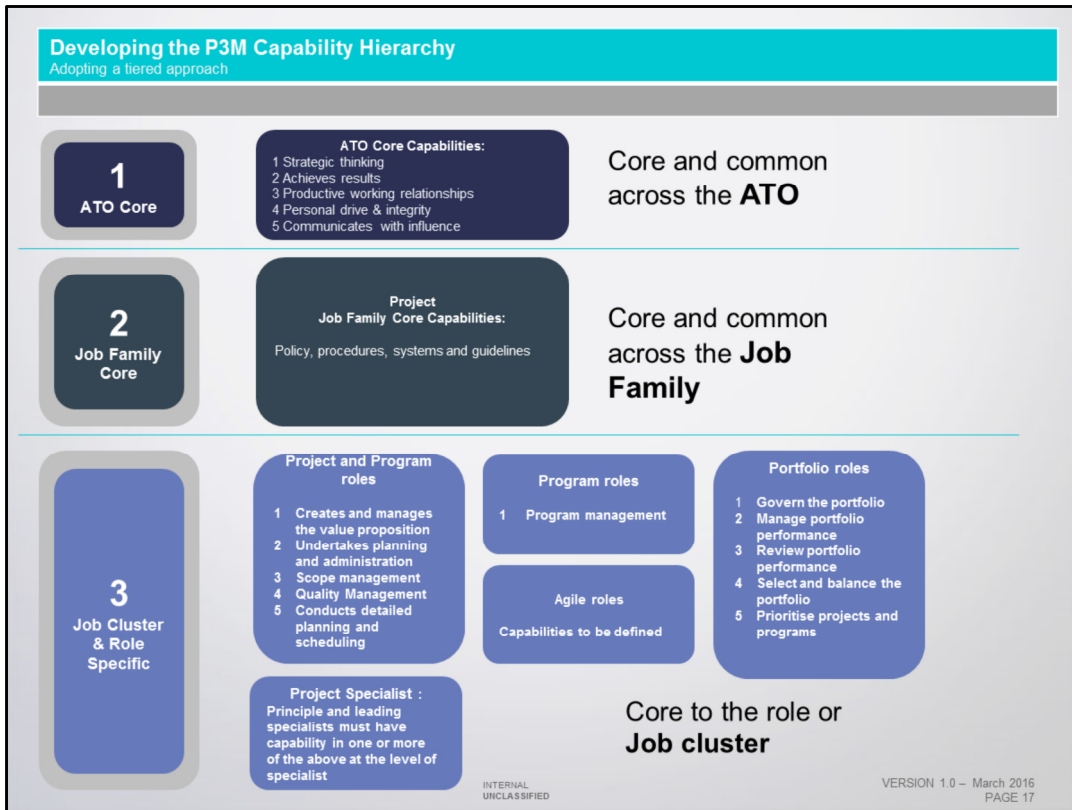 Developing the P3M Capability Hierarchy
Adopting a tiered approach
1
ATO Core
ATO Core Capabilities:
1 Strategic thinking
2 Achieves results
3 Productive working relationships
4 Personal drive & integrity
5 Communicates with influence
Core and common
across the ATO
2
Job Family
Core
Project
Job Family Core Capabilities:
Policy, procedures, systems and guidelines
Core and common
across the Job
Family
3
Job Cluster
& Role
Specific
Project and Program
roles
1 Creates and manages
the value proposition
2 Undertakes planning
and administration
3 Scope management
4 Quality Management
5 Conducts detailed
planning and
scheduling
Program roles
1 Program management
Agile roles
Capabilities to be defined
Portfolio roles
1 Govern the portfolio
2 Manage portfolio
performance
3 Review portfolio
performance
4 Select and balance the
portfolio
5 Prioritise projects and
programs
Project Specialist :
Principle and leading
specialists must have
capability in one or more
of the above at the level of
specialist
Core to the role or
Job cluster
INTERNAL
UNCLASSIFIED
VERSION 1.0 – March 2016
PAGE 17